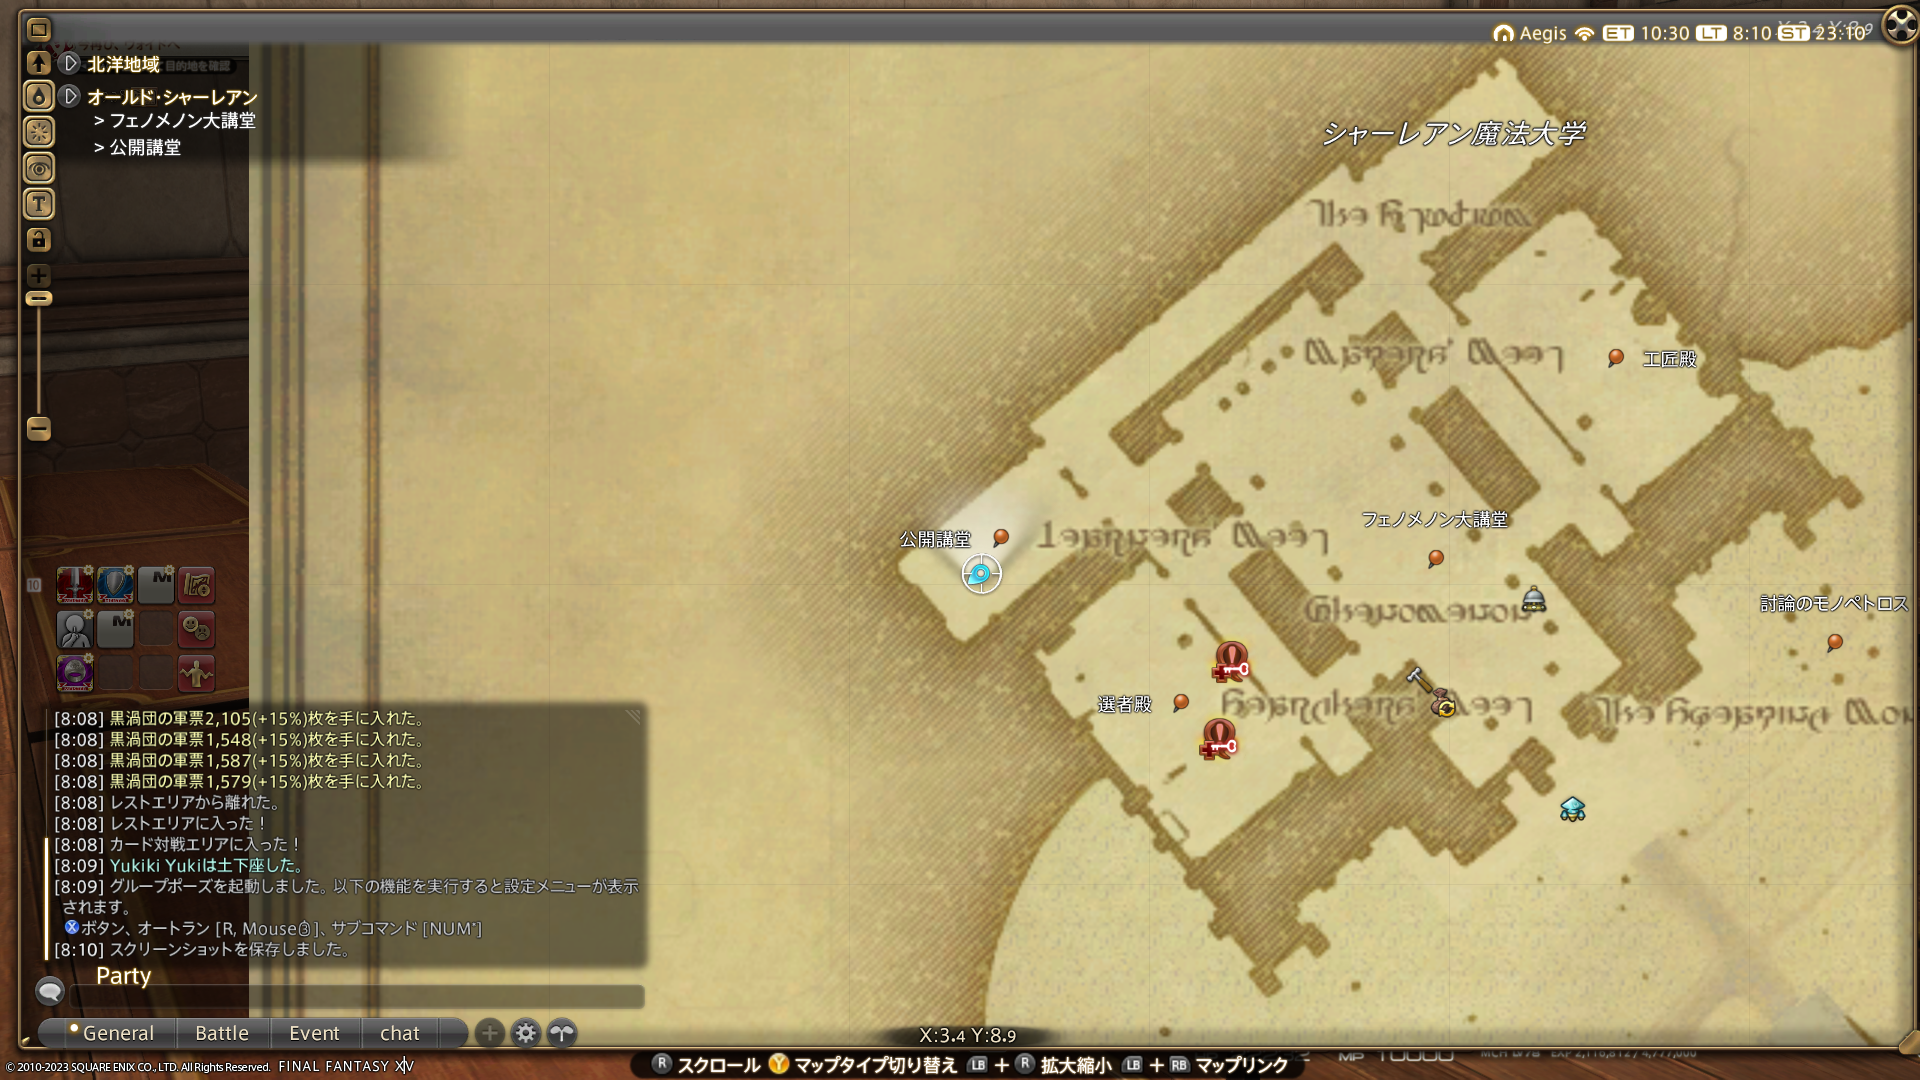 Aegis ET 10:30 LT 8:10 ST 23:10
北洋地域
オールド・シャーレアン
> フェノメノン大講堂
> 公開講堂
シャーレアン魔法大学
工匠殿
フェノメノン大講堂
公開講堂
討論のモノペトロス
選者殿
10
[8:08] 黒渦団の軍票2,105(+15%)枚を手に入れた。
[8:08] 黒渦団の軍票1,548(+15%)枚を手に入れた。
[8:08] 黒渦団の軍票1,587(+15%)枚を手に入れた。
[8:08] 黒渦団の軍票1,579(+15%)枚を手に入れた。
[8:08] レストエリアから離れた。
[8:08] レストエリアに入った！
[8:08] カード対戦エリアに入った！
[8:09] Yukiki Yukiは土下座した。
[8:09] グループポーズを起動しました。以下の機能を実行すると設定メニューが表示
されます。
Xボタン、オートラン [R, Mouse③]、サブコマンド [NUM*]
[8:10] スクリーンショットを保存しました。
Party
General Battle Event chat
X:3.4 Y:8.9
R スクロール Y マップタイプ切り替え LB + R 拡大縮小 LB + RB マップリンク
© 2010-2023 SQUARE ENIX CO., LTD. All Rights Reserved. FINAL FANTASY XIV